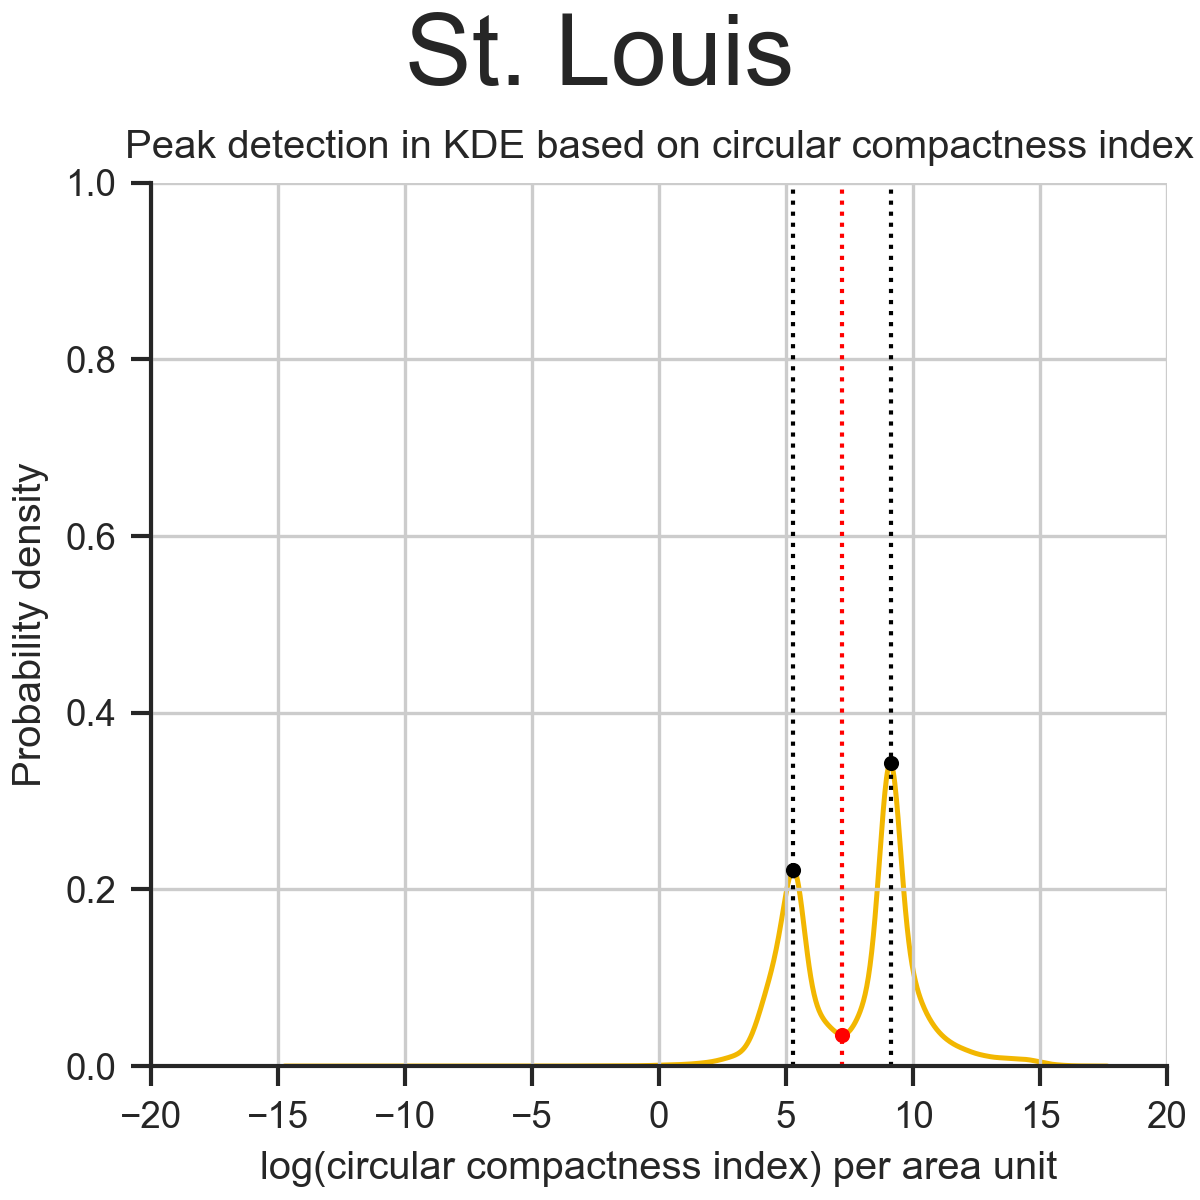 St. Louis
Peak detection in KDE based on circular compactness index
1.0
0.8
0.6
0.4
0.2
0.0
Probability density
−20 −15 −10 −5 0 5 10 15 20
log(circular compactness index) per area unit